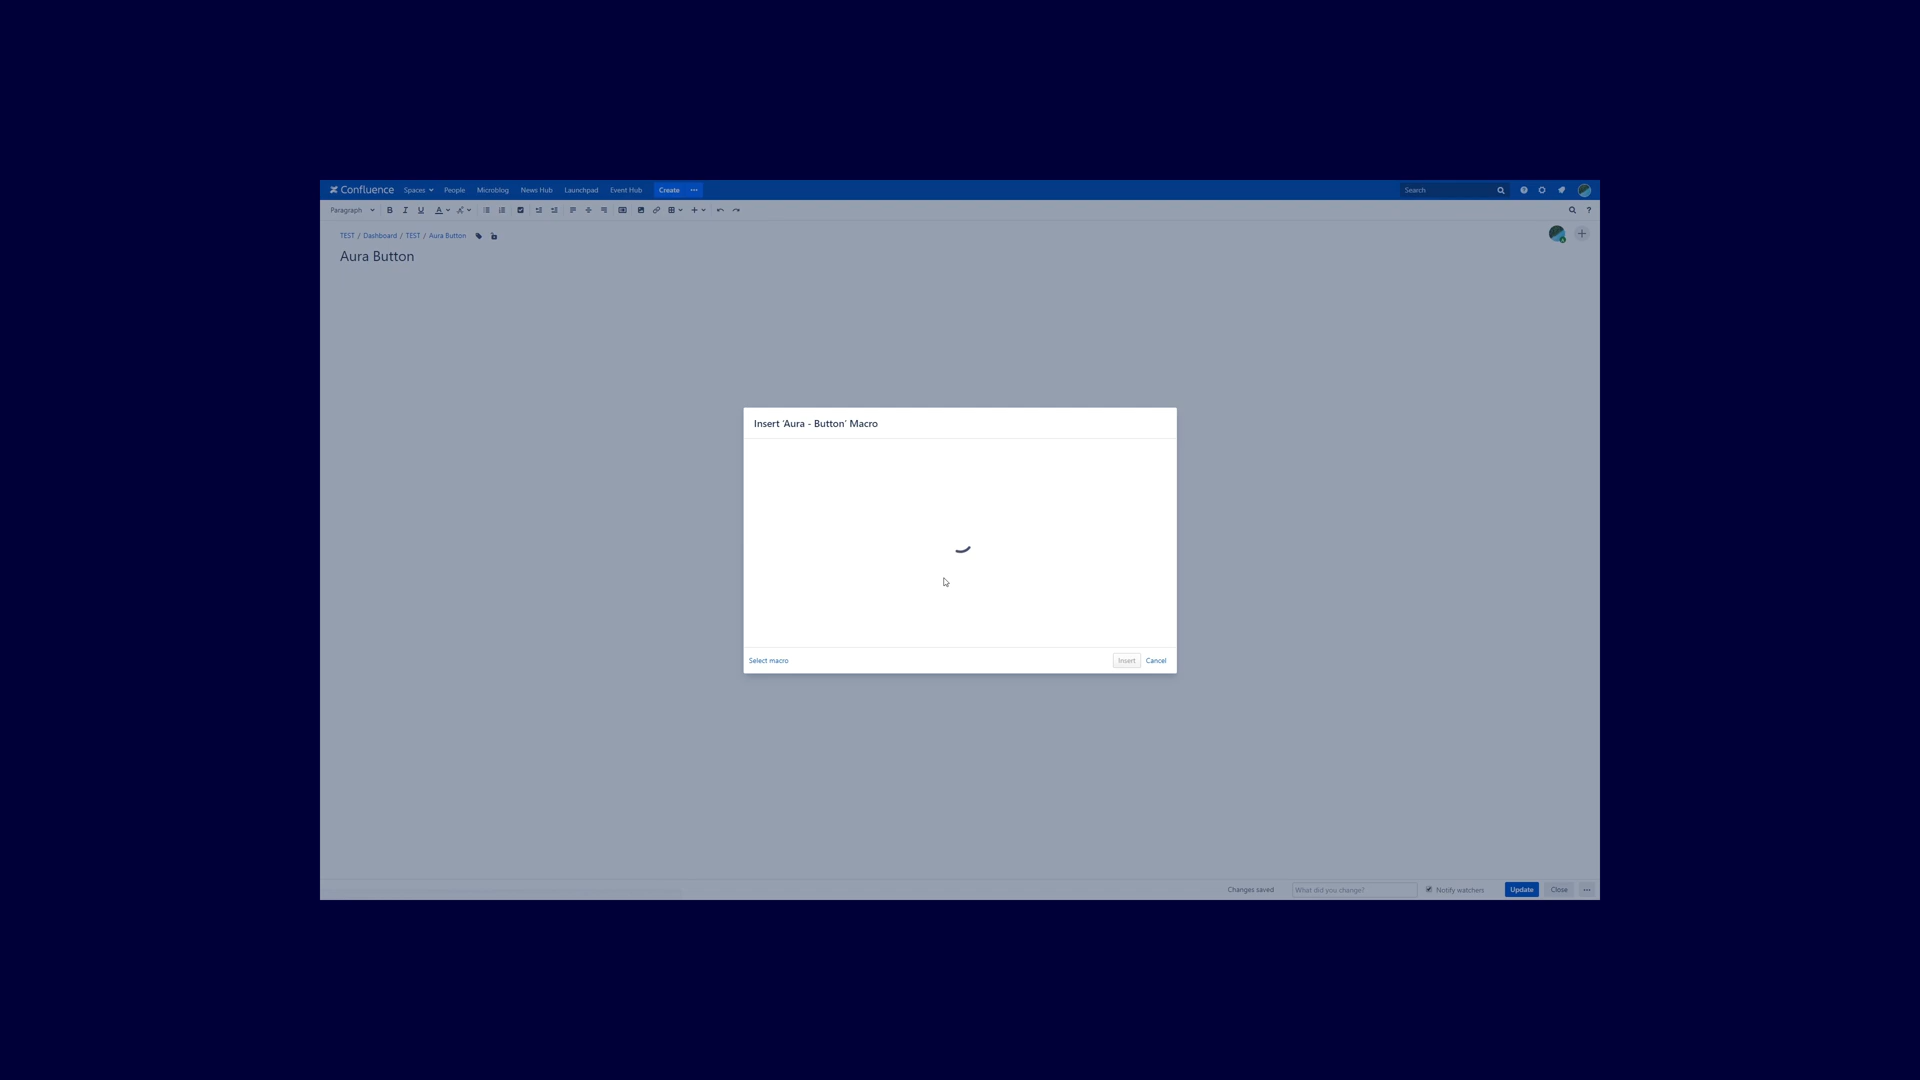 Confluence Spaces People Microblog News Hub Launchpad Event Hub Create ••• Search
Paragraph B I U A ?
TEST / Dashboard / TEST / Aura Button
Aura Button
Insert 'Aura - Button' Macro
Select macro Insert Cancel
Changes saved What did you change? Notify watchers Update Close •••